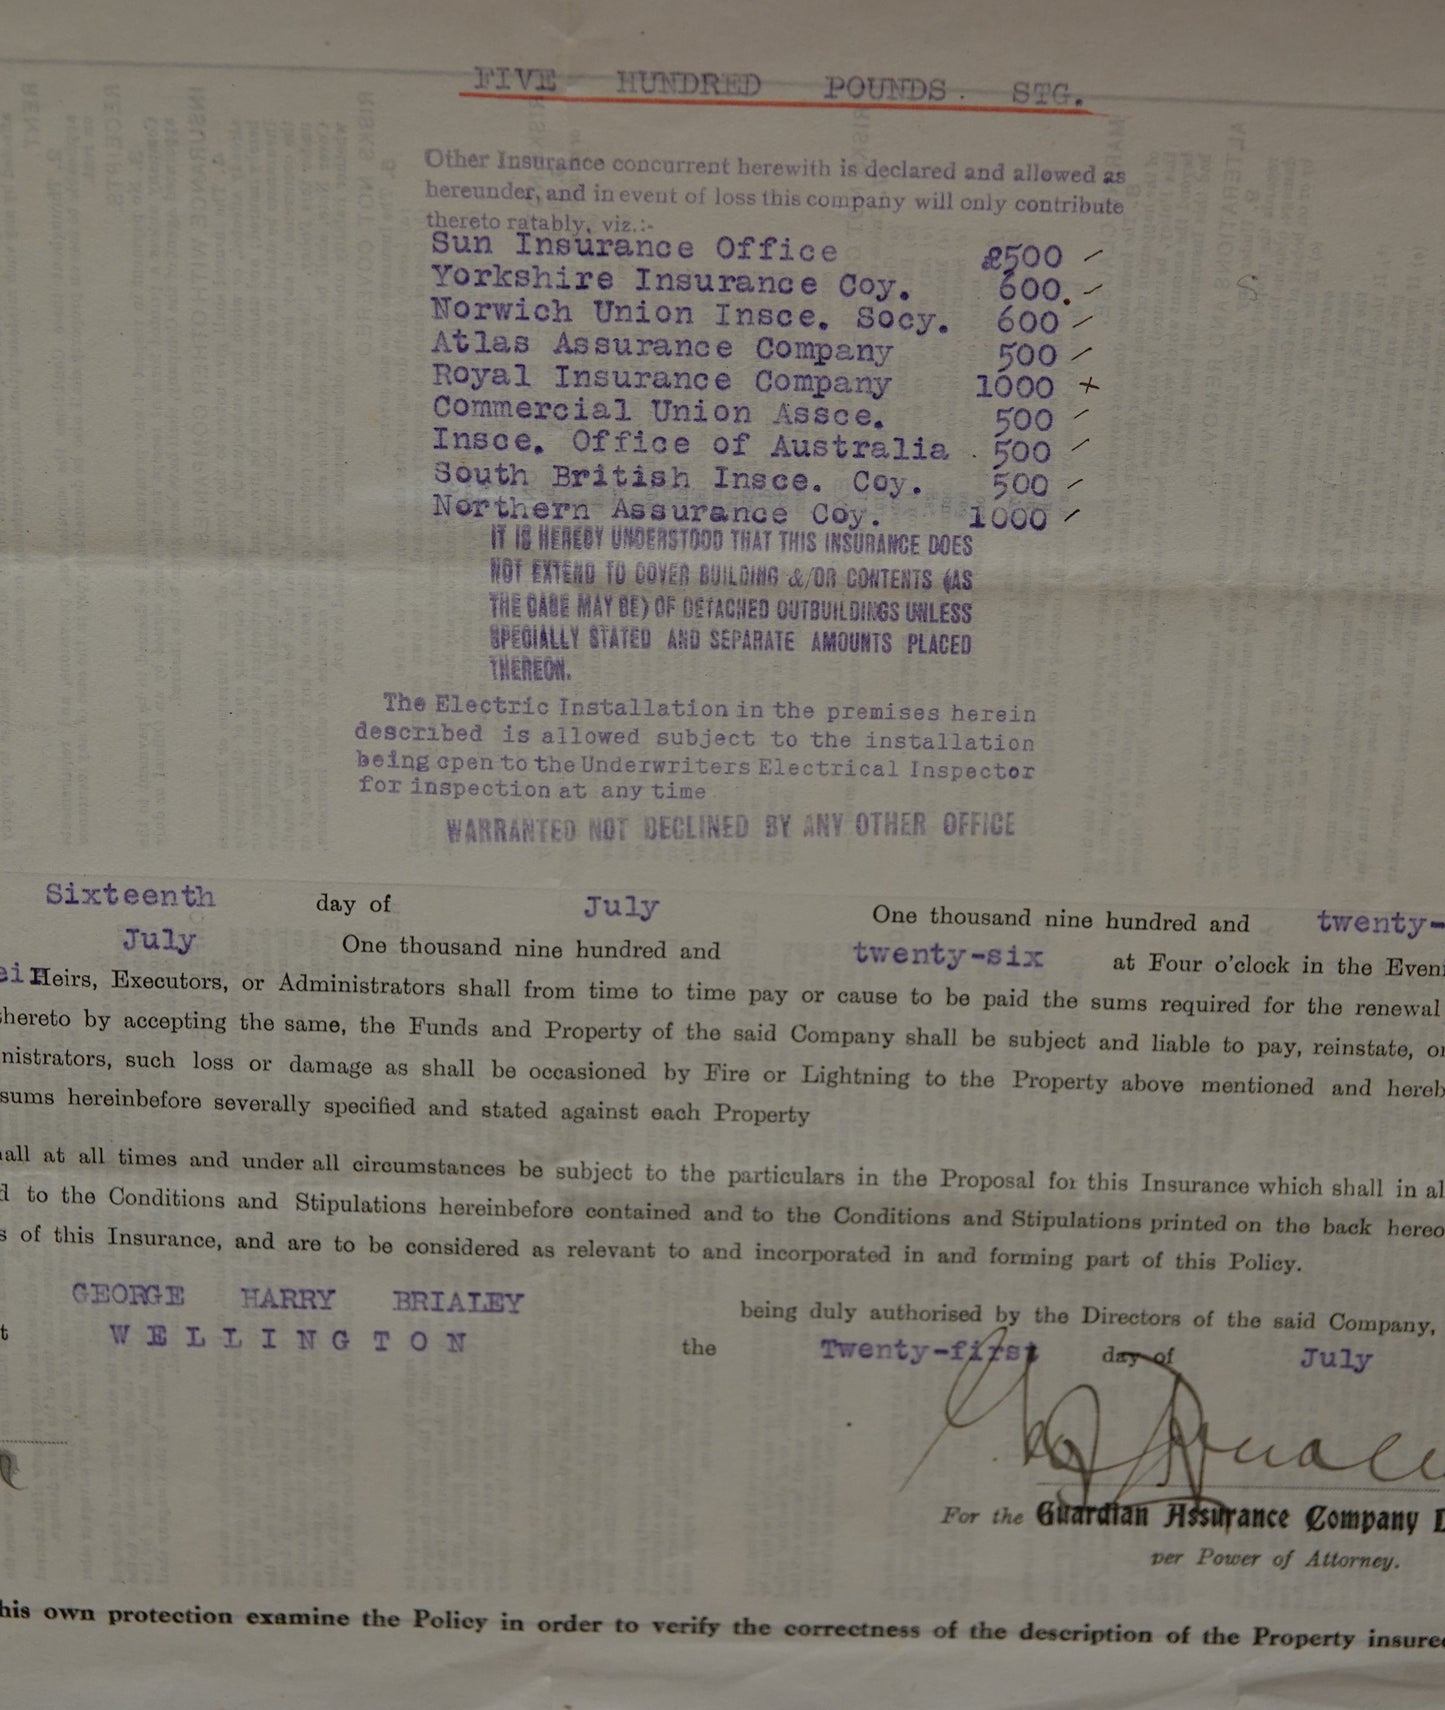 FIVE HUNDRED POUNDS. STG.
Other Insurance concurrent herewith is declared and allowed as
hereunder, and in event of loss this company will only contribute
thereto ratably, viz.:-
Sun Insurance Office £500
Yorkshire Insurance Coy. 600.
Norwich Union Insce. Socy. 600
Atlas Assurance Company 500
Royal Insurance Company 1000 +
Commercial Union Assce. 500
Insce. Office of Australia . 500
South British Insce. Coy. 500
Northern Assurance Coy. 1000
IT IS HEREBY UNDERSTOOD THAT THIS INSURANCE DOES
NOT EXTEND TO COVER BUILDING &/OR CONTENTS (AS
THE CASE MAY BE) OF DETACHED OUTBUILDINGS UNLESS
SPECIALLY STATED AND SEPARATE AMOUNTS PLACED
THEREON.
The Electric Installation in the premises herein
described is allowed subject to the installation
being open to the Underwriters Electrical Inspector
for inspection at any time
WARRANTED NOT DECLINED BY ANY OTHER OFFICE
Sixteenth day of July One thousand nine hundred and twenty-
July One thousand nine hundred and twenty-six at Four o'clock in the Eveni
ei Heirs, Executors, or Administrators shall from time to time pay or cause to be paid the sums required for the renewal
hereto by accepting the same, the Funds and Property of the said Company shall be subject and liable to pay, reinstate, or
nistrators, such loss or damage as shall be occasioned by Fire or Lightning to the Property above mentioned and hereb
sums hereinbefore severally specified and stated against each Property
all at all times and under all circumstances be subject to the particulars in the Proposal for this Insurance which shall in al
d to the Conditions and Stipulations hereinbefore contained and to the Conditions and Stipulations printed on the back hereo
s of this Insurance, and are to be considered as relevant to and incorporated in and forming part of this Policy.
GEORGE HARRY BRIALEY being duly authorised by the Directors of the said Company,
t WELLINGTON the Twenty-first day of July
For the Guardian Assurance Company L
per Power of Attorney.
his own protection examine the Policy in order to verify the correctness of the description of the Property insured